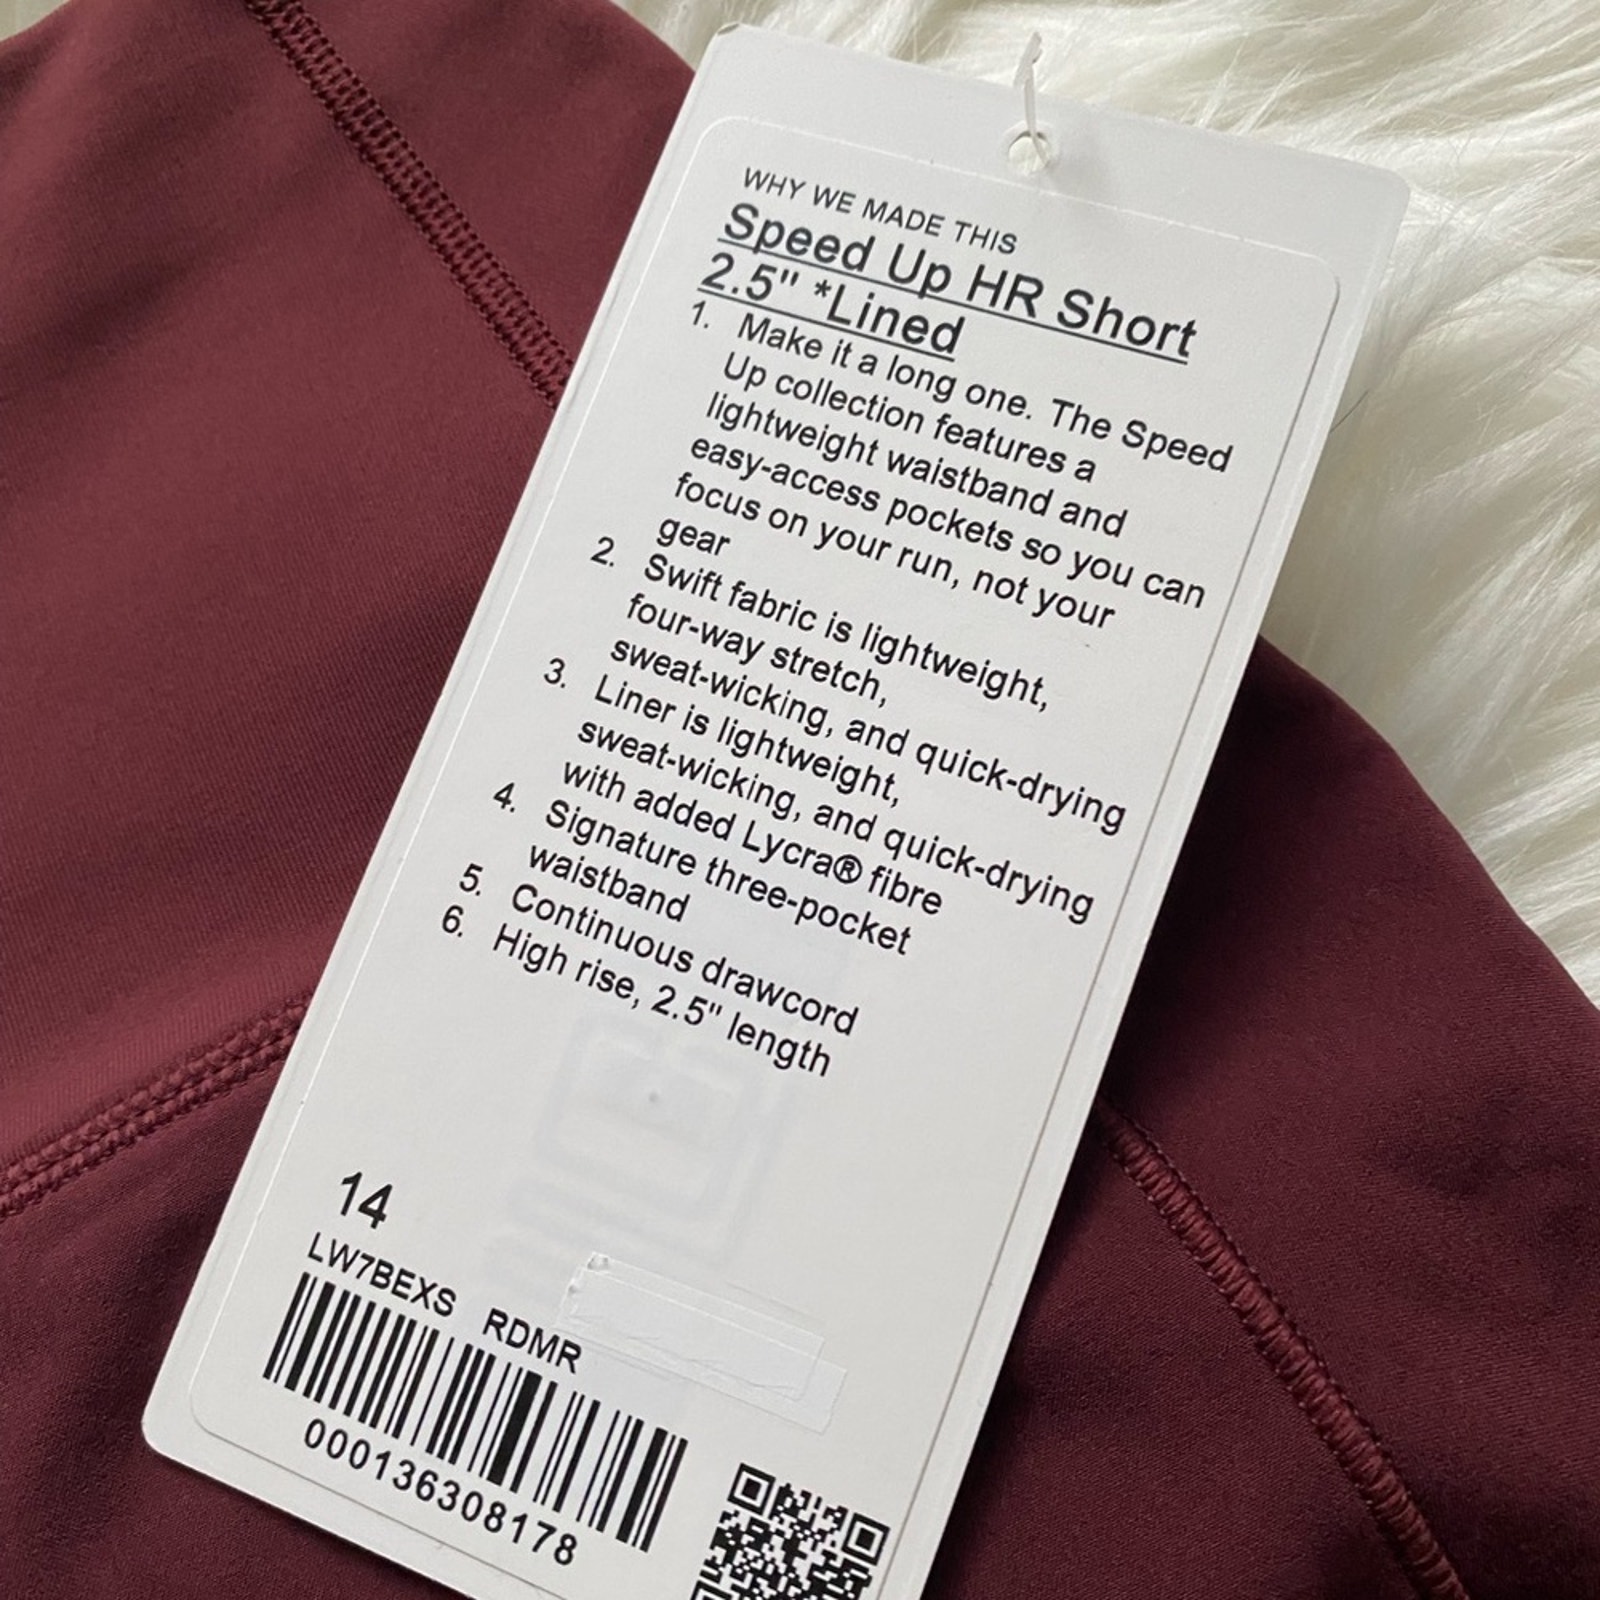 WHY WE MADE THIS
Speed Up HR Short
2.5" *Lined
1. Make it a long one. The Speed
Up collection features a
lightweight waistband and
easy-access pockets so you can
focus on your run, not your
gear
2. Swift fabric is lightweight,
four-way stretch,
sweat-wicking, and quick-drying
3. Liner is lightweight,
sweat-wicking, and quick-drying
with added Lycra® fibre
4. Signature three-pocket
waistband
5. Continuous drawcord
6. High rise, 2.5" length
14
LW7BEXS RDMR
000136308178